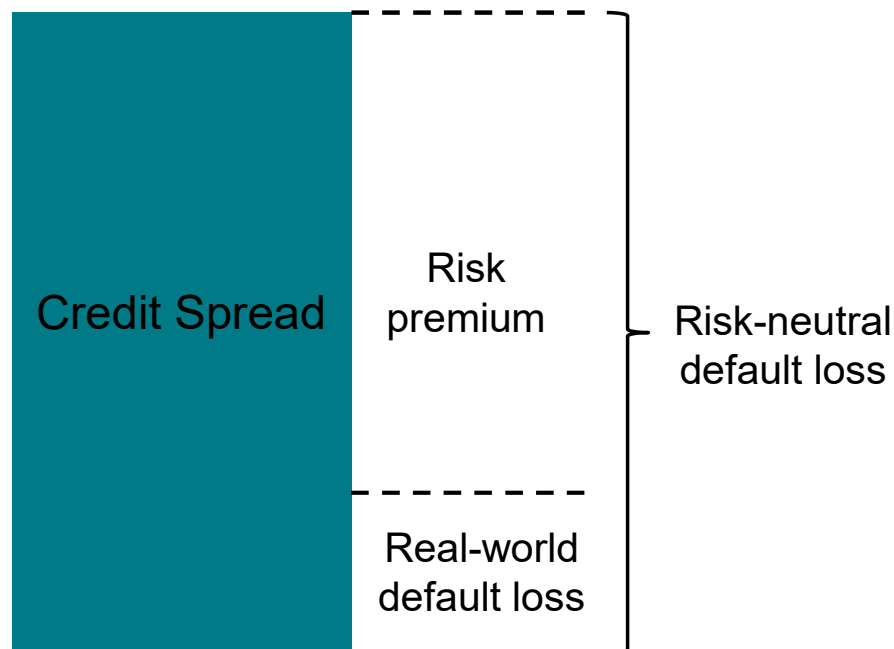 Credit Spread
Risk
premium
Risk-neutral
default loss
Real-world
default loss